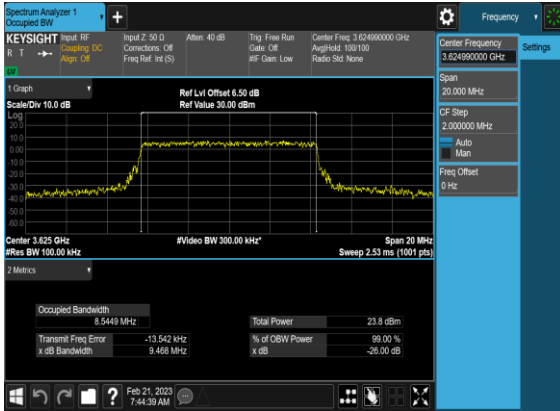 Spectrum Analyzer 1
Occupied BW
+
Frequency
KEYSIGHT
R T
LV
Input: RF
Coupling: DC
Align: Off
Input Z: 50 Ω
Corrections: Off
Freq Ref: Int (S)
Atten: 40 dB
Trig: Free Run
Gate: Off
#IF Gain: Low
Center Freq: 3.624990000 GHz
Avg|Hold: 100/100
Radio Std: None
Center Frequency
3.624990000 GHz
Settings
Span
20.000 MHz
CF Step
2.000000 MHz
Auto
Man
Freq Offset
0 Hz
1 Graph
Scale/Div 10.0 dB
Ref Lvl Offset 6.50 dB
Ref Value 30.00 dBm
Log
20.0
10.0
0.00
-10.0
-20.0
-30.0
-40.0
-50.0
-60.0
Center 3.625 GHz
#Res BW 100.00 kHz
#Video BW 300.00 kHz*
Span 20 MHz
Sweep 2.53 ms (1001 pts)
2 Metrics
Occupied Bandwidth
8.5449 MHz
Total Power 23.8 dBm
Transmit Freq Error -13.542 kHz
x dB Bandwidth 9.468 MHz
% of OBW Power 99.00 %
x dB -26.00 dB
?
Feb 21, 2023
7:44:39 AM